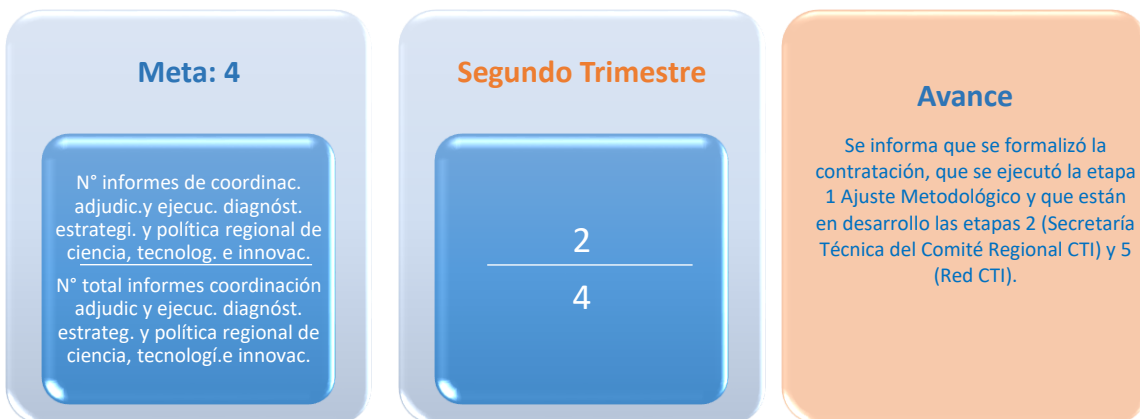 Meta: 4
N° informes de coordinac.
adjudic.y ejecuc. diagnóst.
estrategi. y política regional de
ciencia, tecnolog. e innovac.
N° total informes coordinación
adjudic y ejecuc. diagnóst.
estrateg. y política regional de
ciencia, tecnologí.e innovac.
Segundo Trimestre
2
4
Avance
Se informa que se formalizó la
contratación, que se ejecutó la etapa
1 Ajuste Metodológico y que están
en desarrollo las etapas 2 (Secretaría
Técnica del Comité Regional CTI) y 5
(Red CTI).